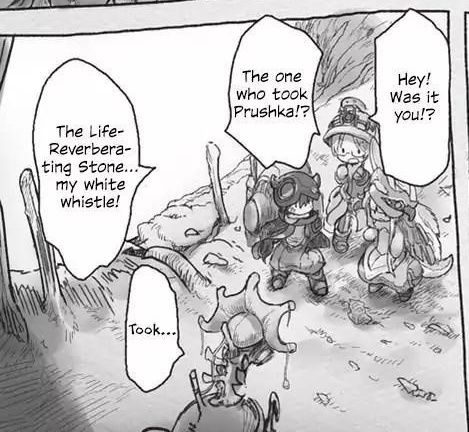 Hey!
Was it
you!?
The one
who took
Prushka!?
The Life-
Reverbera-
ting Stone...
my white
whistle!
Took...